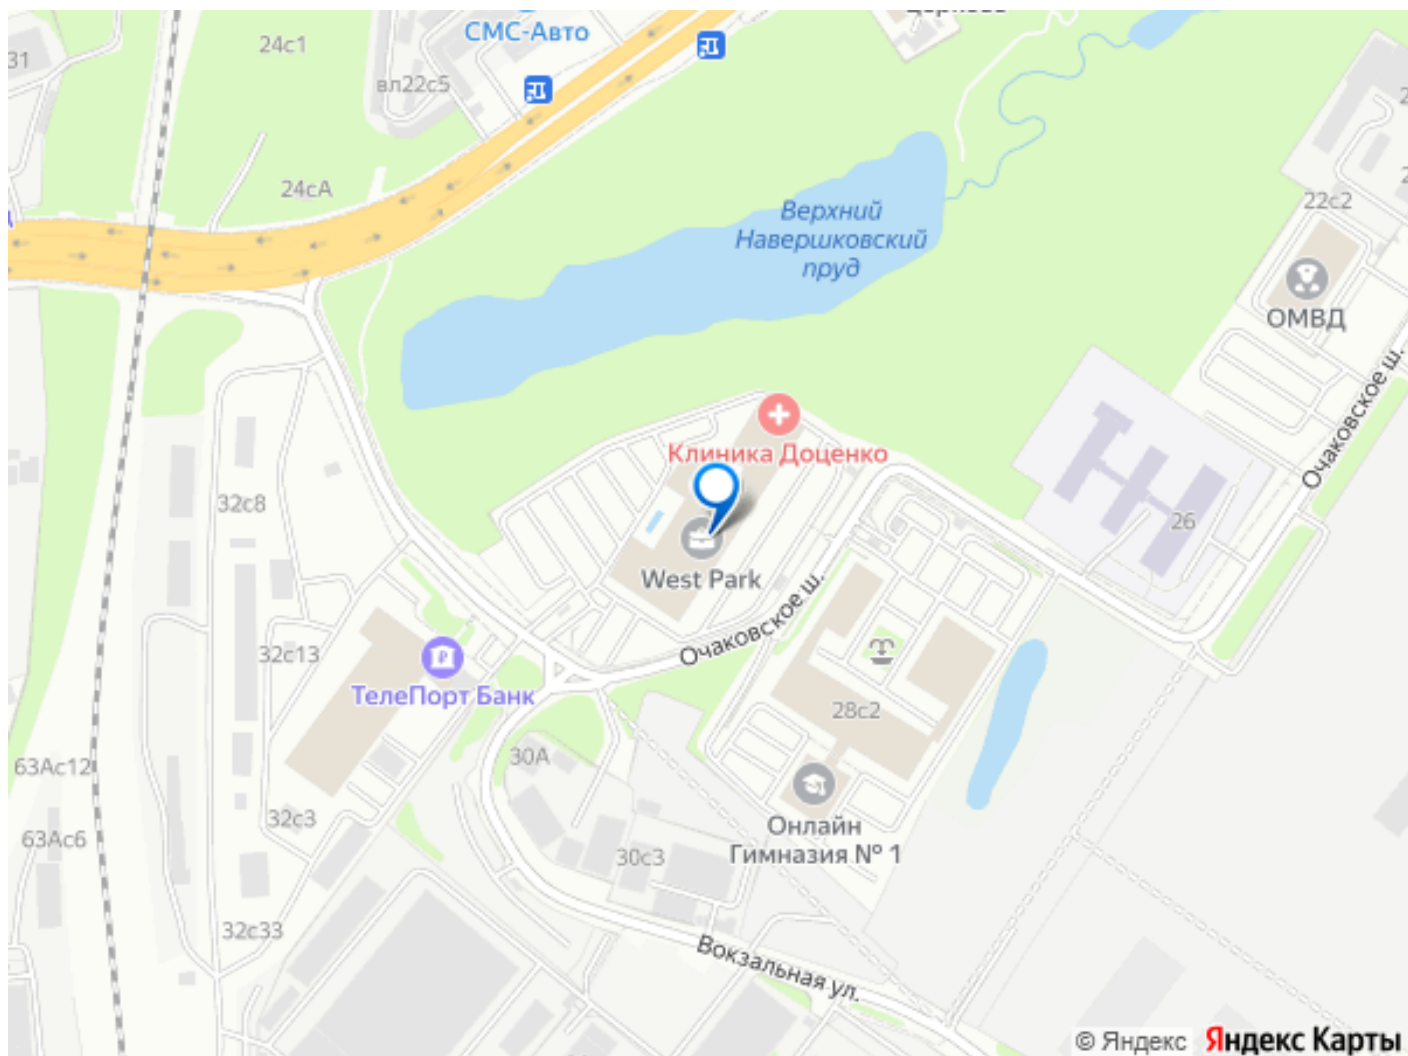 СМС-Авто
24с1
31
вл22с5
24сА
Верхний
Навершковский
пруд
22с2
ОМВД
Очаковское ш.
Клиника Доценко
32с8
26
West Park
Очаковское ш.
32с13
ТелеПорт Банк
28с2
30А
63Ас12
32с3
Онлайн
Гимназия № 1
63Ас6
30с3
32с33
Вокзальная ул.
© Яндекс Яндекс Карты